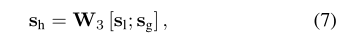 s_h = W_3 [s_l; s_g] , (7)